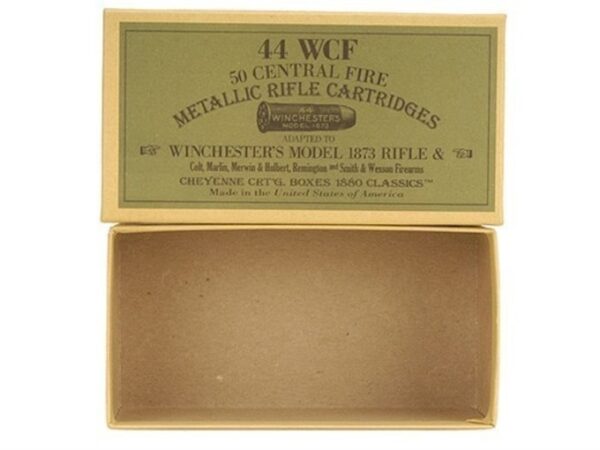 44 WCF
50 CENTRAL FIRE
METALLIC RIFLE CARTRIDGES
44
WINCHESTER'S
MODEL 1873
ADAPTED TO
WINCHESTER'S MODEL 1873 RIFLE &
Colt, Marlin, Merwin & Hulbert, Remington and Smith & Wesson Firearms
CHEYENNE CRT'G. BOXES 1880 CLASSICS™
Made in the United States of America